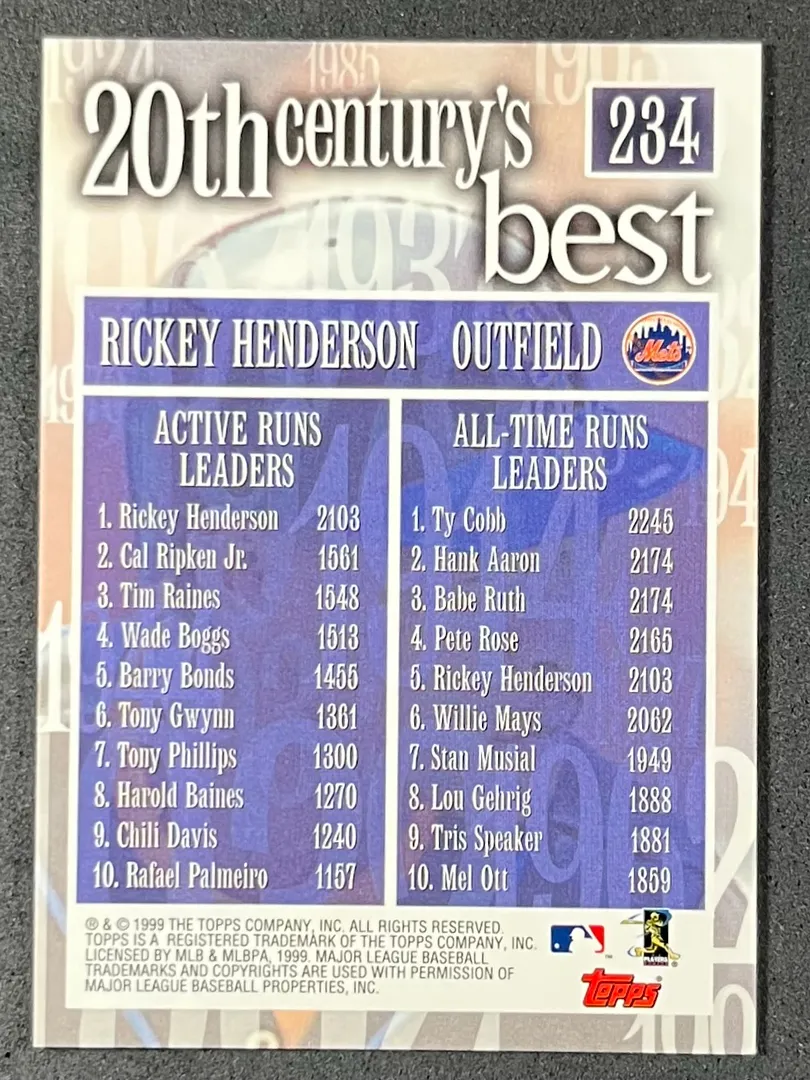 1924
1985
20th century's
best
234
RICKEY HENDERSON OUTFIELD
Mets
ACTIVE RUNS
LEADERS
1. Rickey Henderson 2103
2. Cal Ripken Jr. 1561
3. Tim Raines 1548
4. Wade Boggs 1513
5. Barry Bonds 1455
6. Tony Gwynn 1361
7. Tony Phillips 1300
8. Harold Baines 1270
9. Chili Davis 1240
10. Rafael Palmeiro 1157
ALL-TIME RUNS
LEADERS
1. Ty Cobb 2245
2. Hank Aaron 2174
3. Babe Ruth 2174
4. Pete Rose 2165
5. Rickey Henderson 2103
6. Willie Mays 2062
7. Stan Musial 1949
8. Lou Gehrig 1888
9. Tris Speaker 1881
10. Mel Ott 1859
® & © 1999 THE TOPPS COMPANY, INC. ALL RIGHTS RESERVED.
TOPPS IS A REGISTERED TRADEMARK OF THE TOPPS COMPANY, INC.
LICENSED BY MLB & MLBPA, 1999. MAJOR LEAGUE BASEBALL
TRADEMARKS AND COPYRIGHTS ARE USED WITH PERMISSION OF
MAJOR LEAGUE BASEBALL PROPERTIES, INC.
TM
PLAYERS
®
topps®